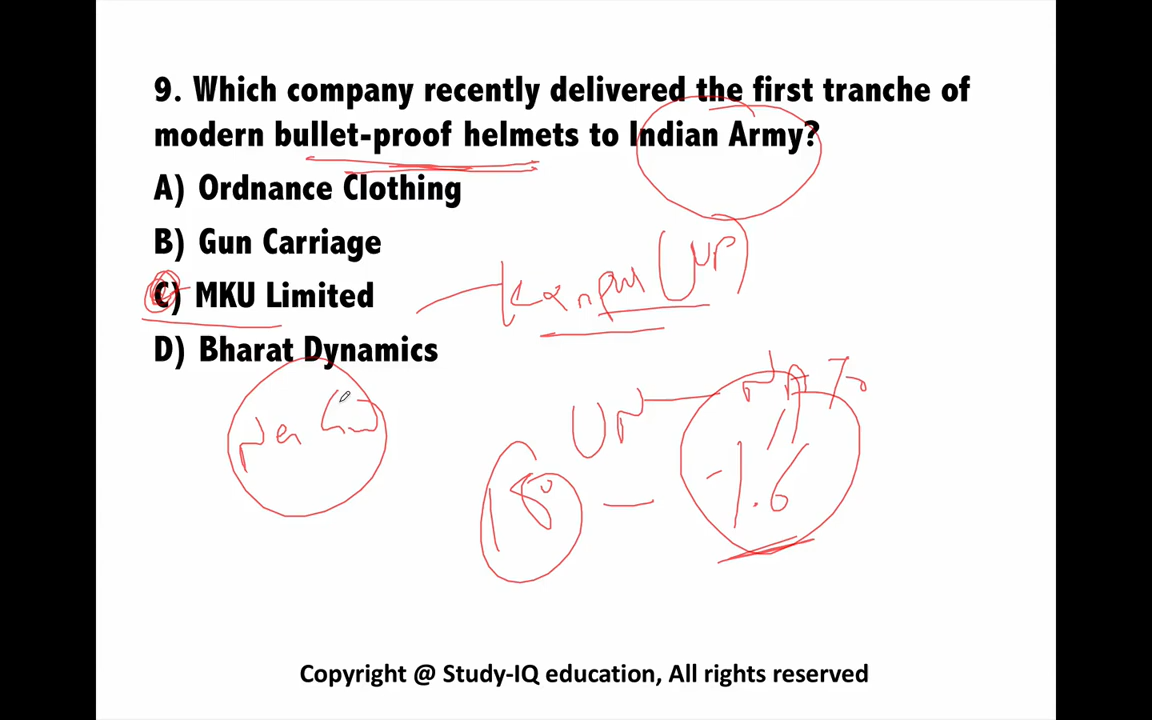 9. Which company recently delivered the first tranche of
modern bullet-proof helmets to Indian Army?
A) Ordnance Clothing
B) Gun Carriage
C) MKU Limited
D) Bharat Dynamics
Kanpur (UP)
UN
180
1.6
Copyright @ Study-IQ education, All rights reserved